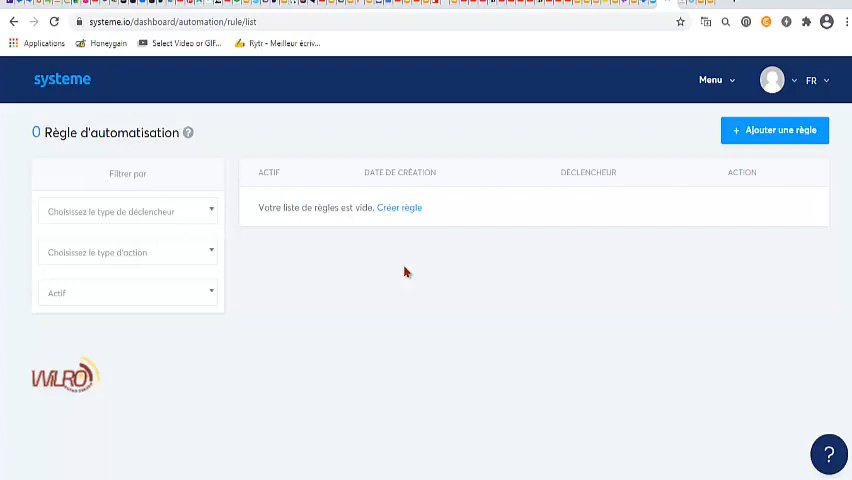 systeme.io/dashboard/automation/rule/list
Applications
Honeygain
Select Video or GIF...
Rytr - Meilleur écriv...
systeme
Menu
FR
0 Règle d'automatisation ?
+ Ajouter une règle
Filtrer par
Choisissez le type de déclencheur
Choisissez le type d'action
Actif
ACTIF DATE DE CRÉATION DÉCLENCHEUR ACTION
Votre liste de règles est vide. Créer règle
WILRO
?